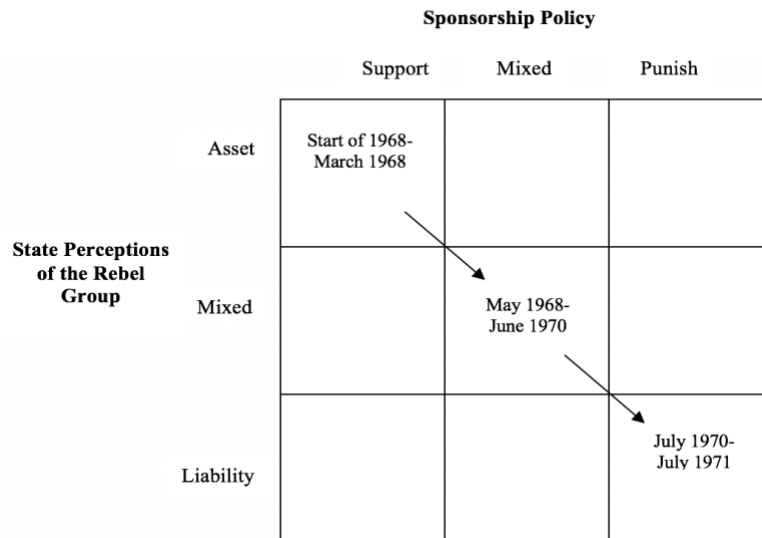 Sponsorship Policy
Support Mixed Punish
Asset
Start of 1968-
March 1968
State Perceptions
of the Rebel
Group
Mixed
May 1968-
June 1970
Liability
July 1970-
July 1971